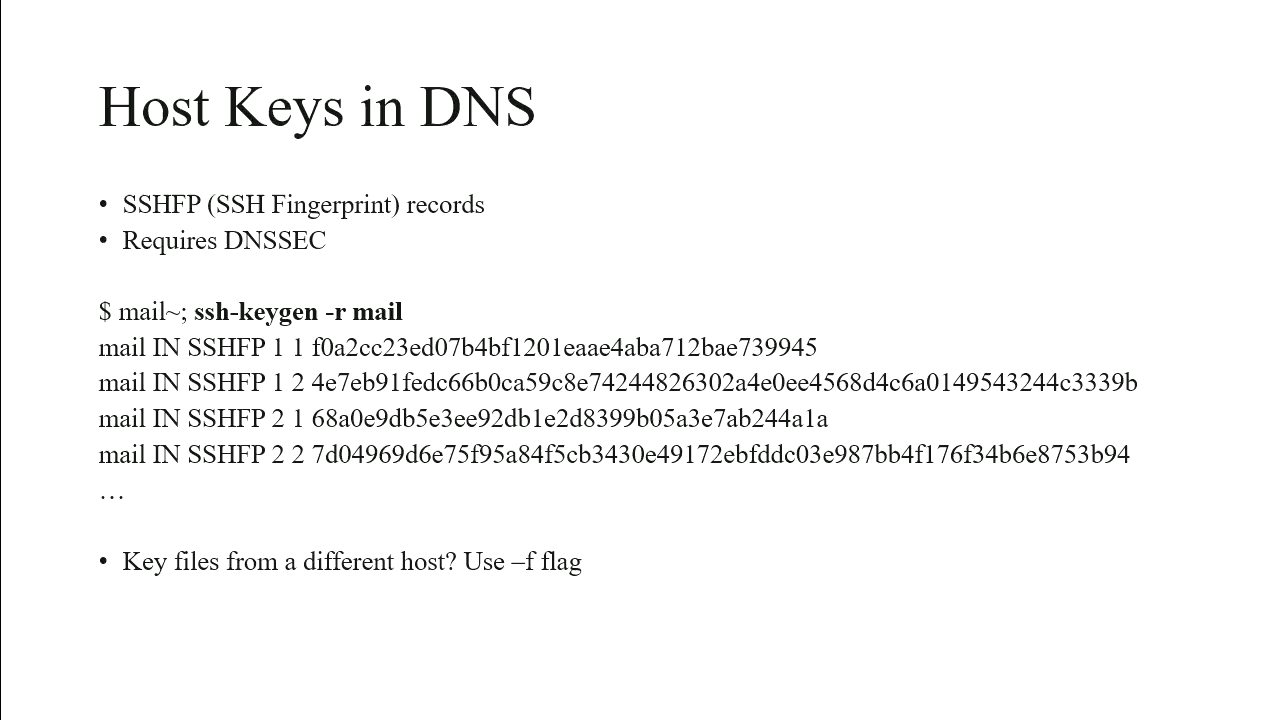 Host Keys in DNS
• SSHFP (SSH Fingerprint) records
• Requires DNSSEC
$ mail~; ssh-keygen -r mail
mail IN SSHFP 1 1 f0a2cc23ed07b4bf1201eaae4aba712bae739945
mail IN SSHFP 1 2 4e7eb91fedc66b0ca59c8e74244826302a4e0ee4568d4c6a0149543244c3339b
mail IN SSHFP 2 1 68a0e9db5e3ee92db1e2d8399b05a3e7ab244a1a
mail IN SSHFP 2 2 7d04969d6e75f95a84f5cb3430e49172ebfddc03e987bb4f176f34b6e8753b94
…
• Key files from a different host? Use –f flag